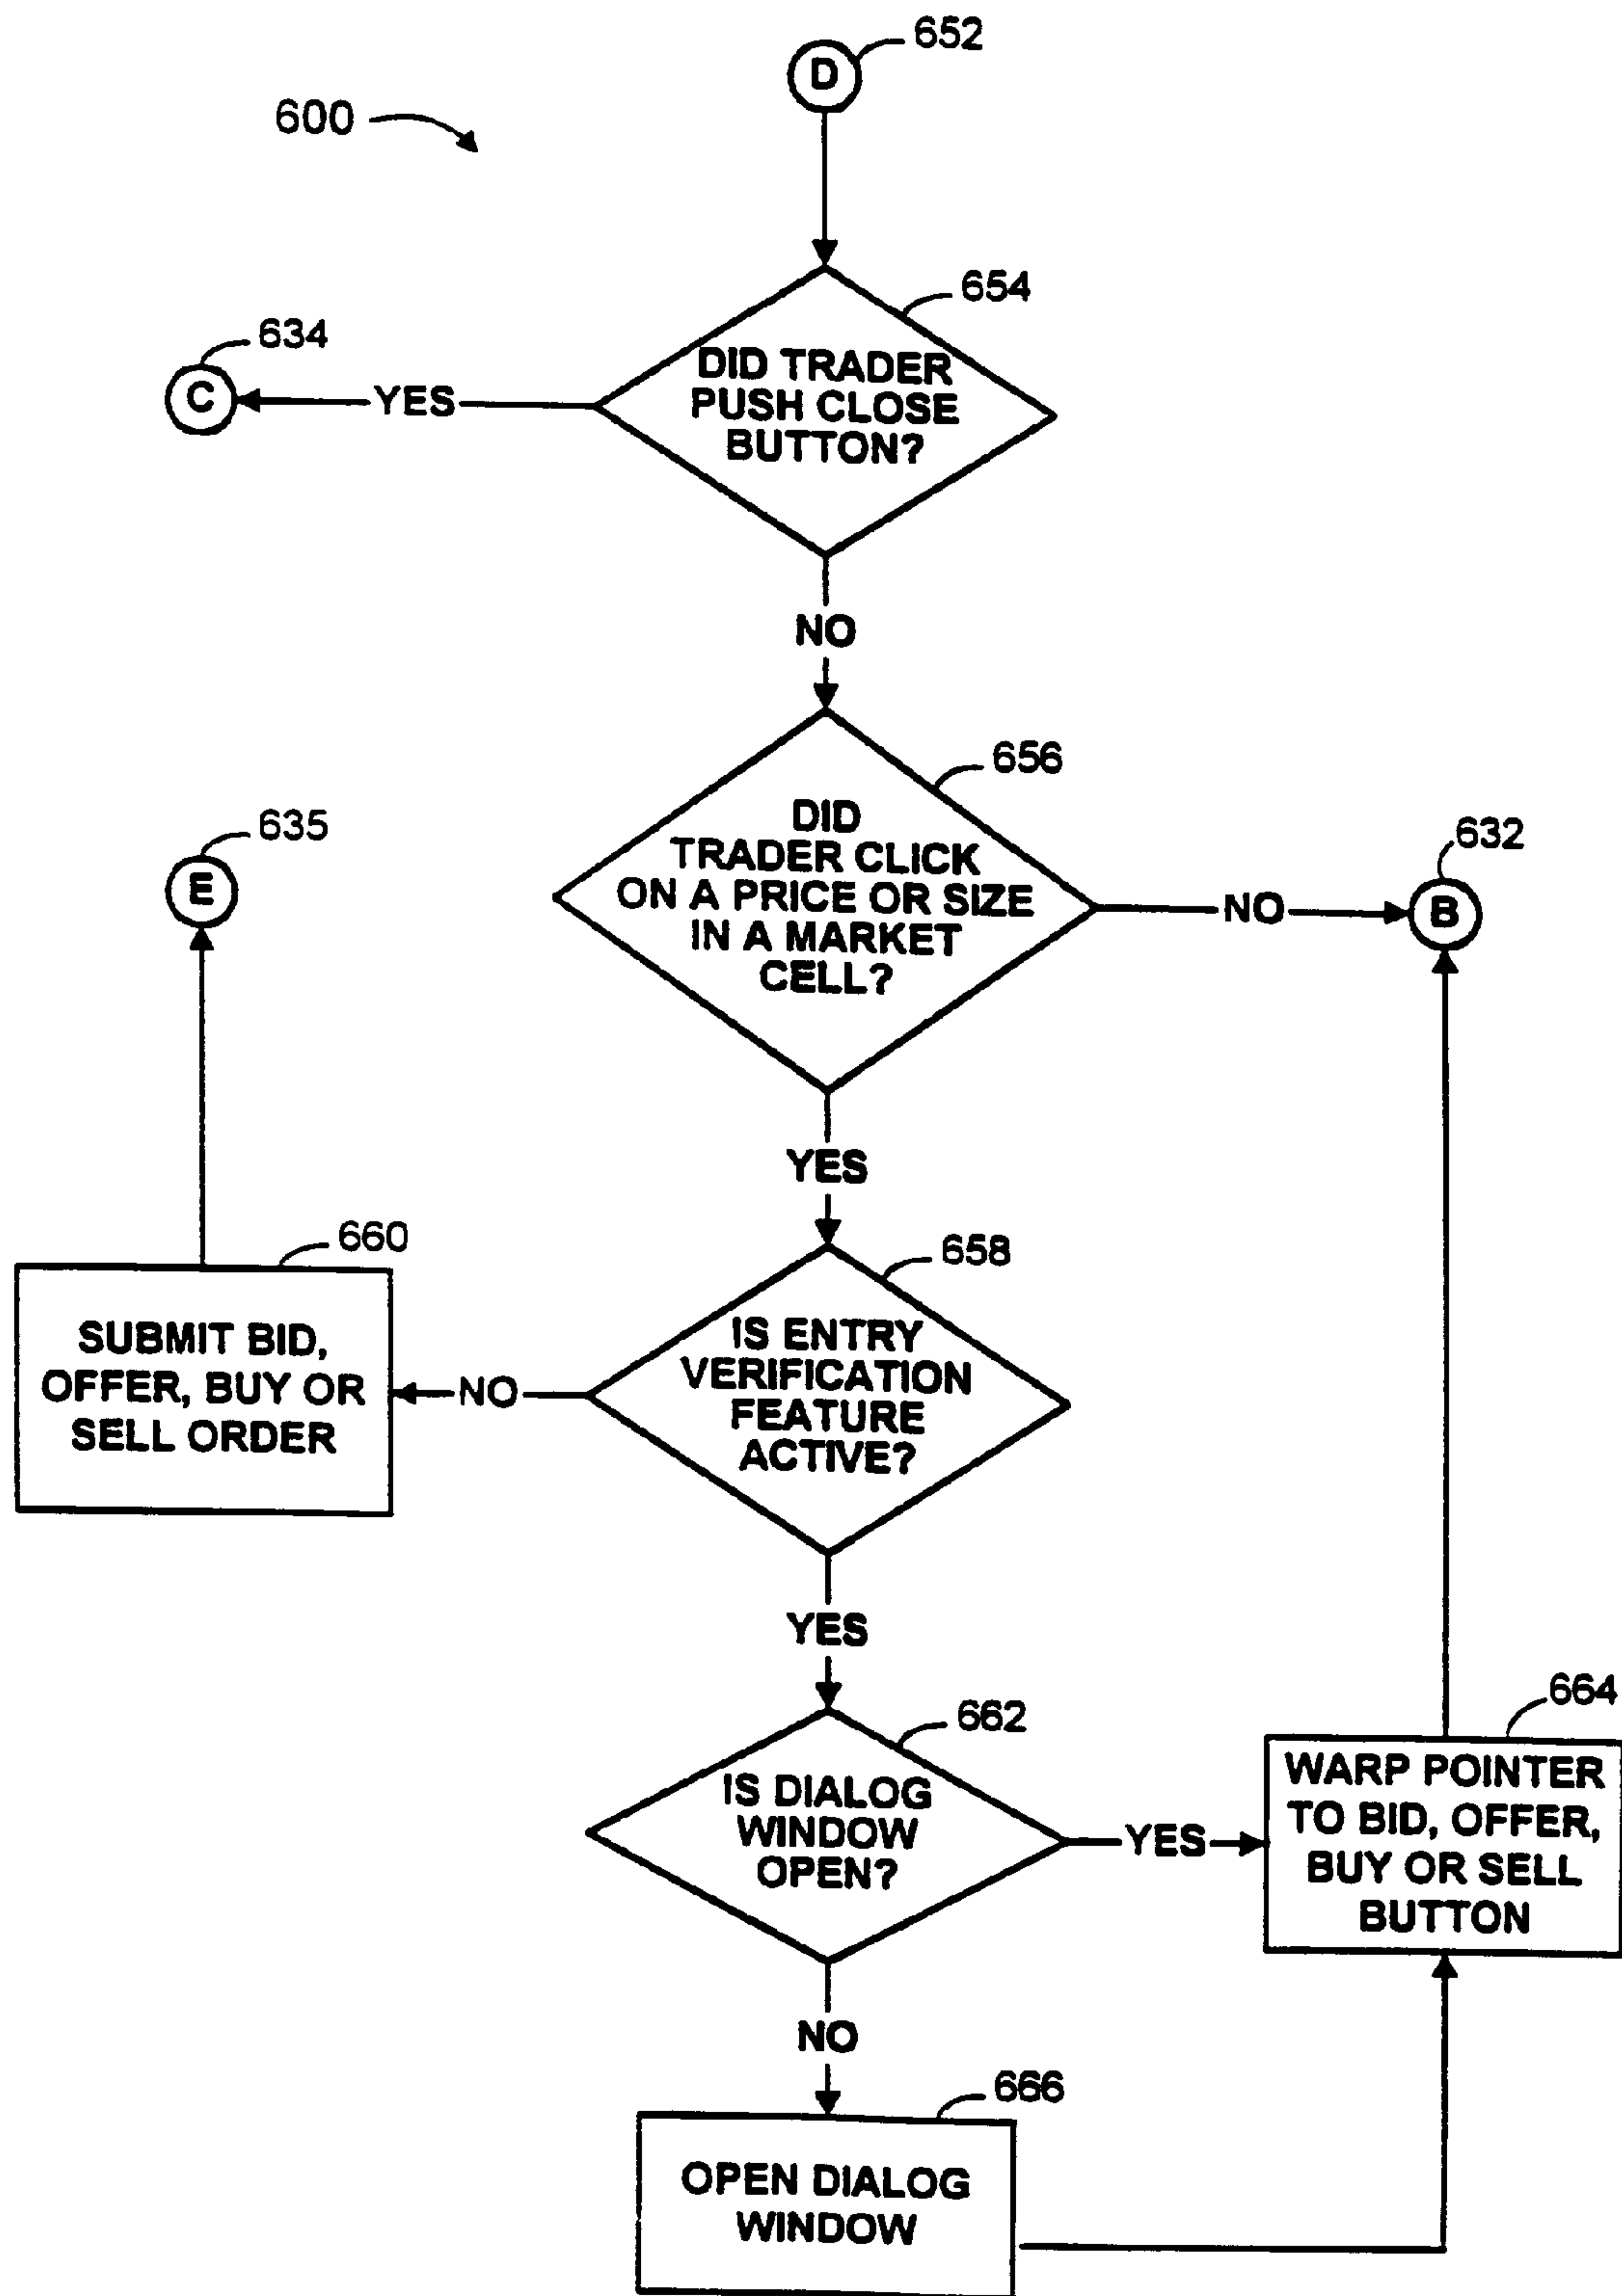 652
D
600
654
DID TRADER
PUSH CLOSE
BUTTON?
634
C
YES
NO
656
DID
TRADER CLICK
ON A PRICE OR SIZE
IN A MARKET
CELL?
635
E
NO
632
B
YES
658
IS ENTRY
VERIFICATION
FEATURE
ACTIVE?
NO
660
SUBMIT BID,
OFFER, BUY OR
SELL ORDER
YES
662
IS DIALOG
WINDOW
OPEN?
YES
664
WARP POINTER
TO BID, OFFER,
BUY OR SELL
BUTTON
NO
666
OPEN DIALOG
WINDOW